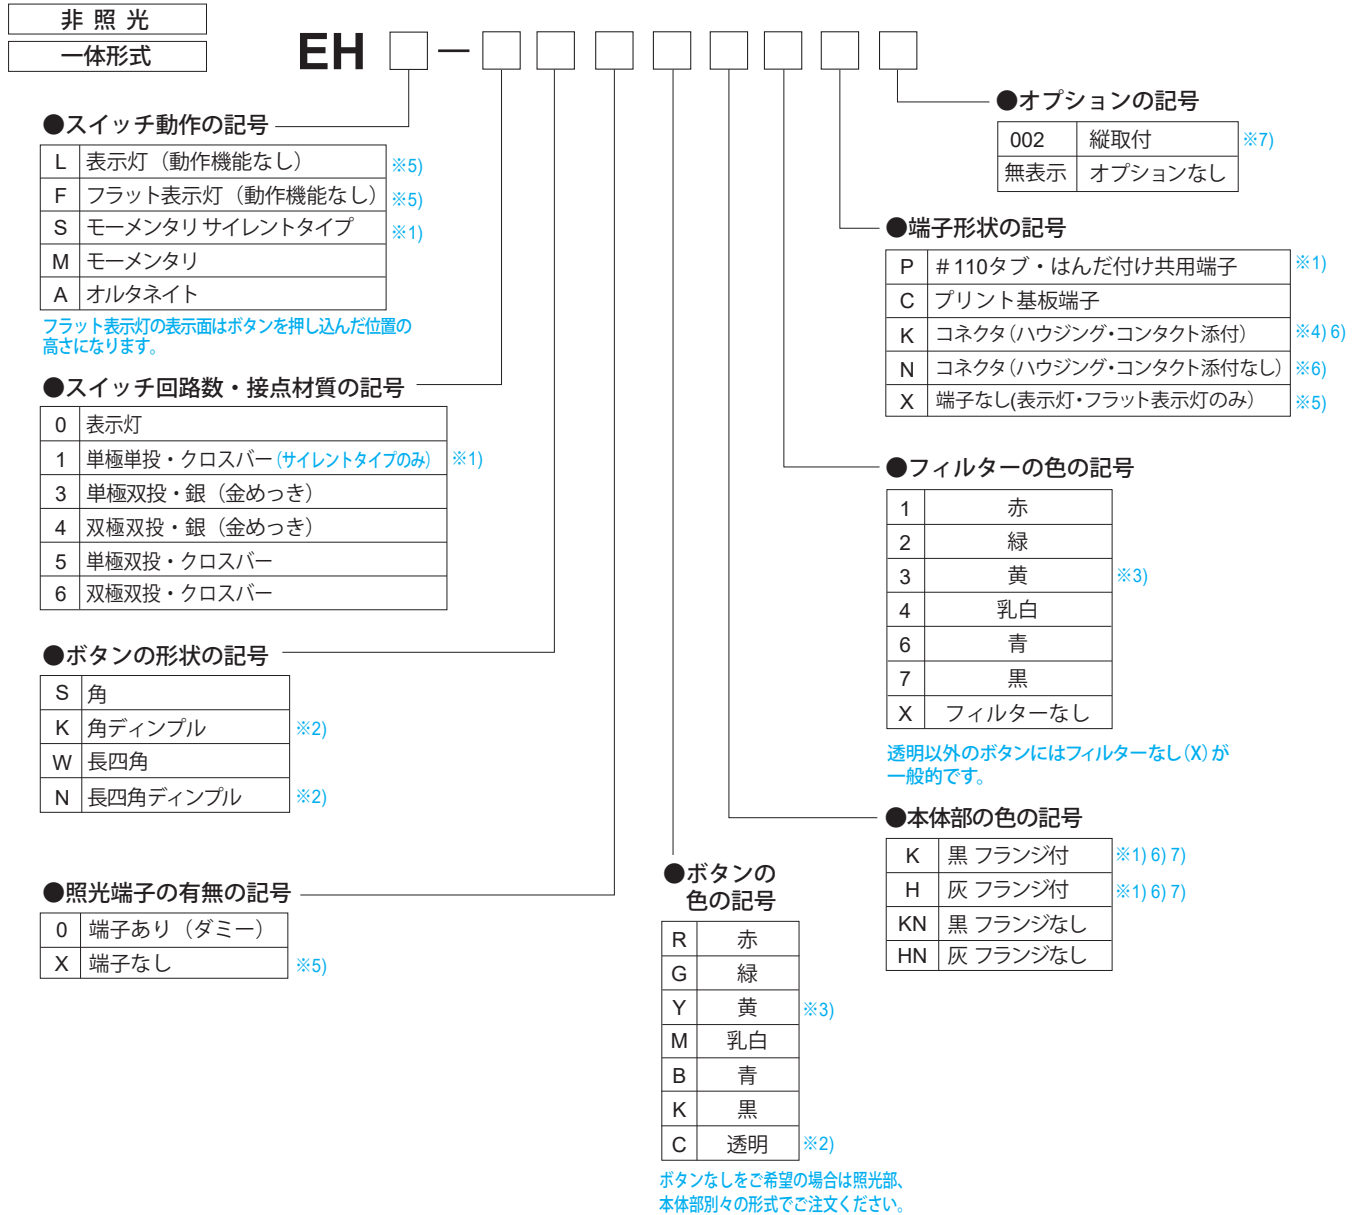 非 照 光
一体形式
EH □－□ □ □ □ □ □ □ □
●スイッチ動作の記号
L 表示灯（動作機能なし） ※5)
F フラット表示灯（動作機能なし） ※5)
S モーメンタリ サイレントタイプ ※1)
M モーメンタリ
A オルタネイト
フラット表示灯の表示面はボタンを押し込んだ位置の
高さになります。
●スイッチ回路数・接点材質の記号
0 表示灯
1 単極単投・クロスバー（サイレントタイプのみ） ※1)
3 単極双投・銀（金めっき）
4 双極双投・銀（金めっき）
5 単極双投・クロスバー
6 双極双投・クロスバー
●ボタンの形状の記号
S 角
K 角ディンプル ※2)
W 長四角
N 長四角ディンプル ※2)
●照光端子の有無の記号
0 端子あり（ダミー）
X 端子なし ※5)
●ボタンの
色の記号
R 赤
G 緑
Y 黄 ※3)
M 乳白
B 青
K 黒
C 透明 ※2)
ボタンなしをご希望の場合は照光部、
本体部別々の形式でご注文ください。
●オプションの記号
002 縦取付 ※7)
無表示 オプションなし
●端子形状の記号
P ＃110タブ・はんだ付け共用端子 ※1)
C プリント基板端子
K コネクタ（ハウジング・コンタクト添付） ※4) 6)
N コネクタ（ハウジング・コンタクト添付なし） ※6)
X 端子なし(表示灯・フラット表示灯のみ） ※5)
●フィルターの色の記号
1 赤
2 緑
3 黄 ※3)
4 乳白
6 青
7 黒
X フィルターなし
透明以外のボタンにはフィルターなし（X）が
一般的です。
●本体部の色の記号
K 黒 フランジ付 ※1) 6) 7)
H 灰 フランジ付 ※1) 6) 7)
KN 黒 フランジなし
HN 灰 フランジなし